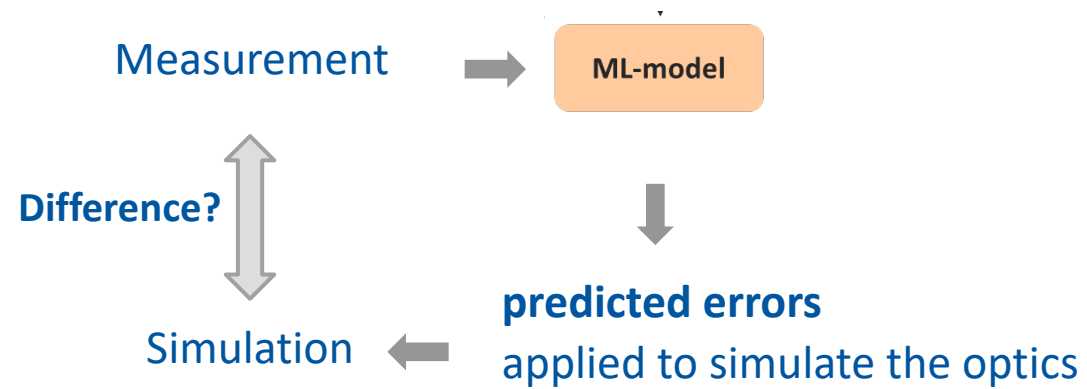 Measurement
ML-model
Difference?
predicted errors
Simulation
applied to simulate the optics